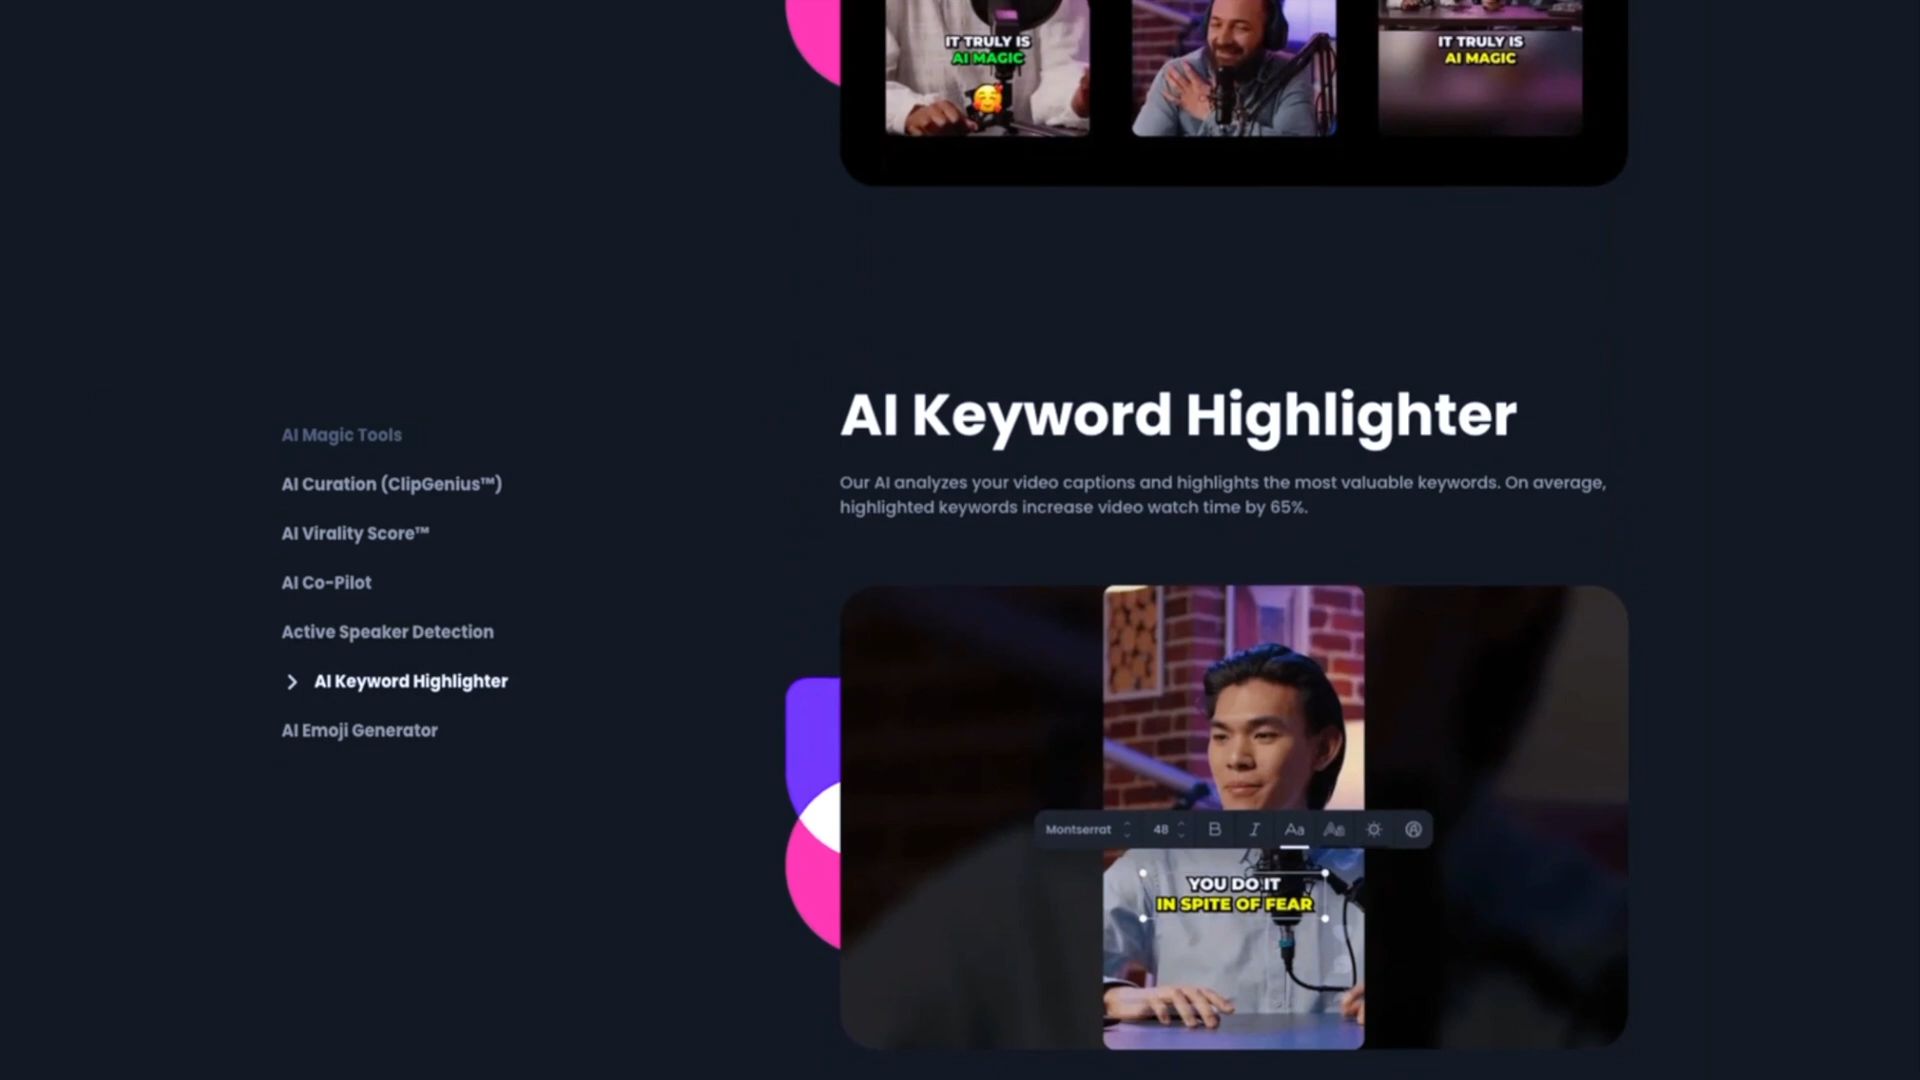 IT TRULY IS
AI MAGIC
IT TRULY IS
AI MAGIC
AI Magic Tools
AI Curation (ClipGenius™)
AI Virality Score™
AI Co-Pilot
Active Speaker Detection
AI Keyword Highlighter
AI Emoji Generator
AI Keyword Highlighter
Our AI analyzes your video captions and highlights the most valuable keywords. On average,
highlighted keywords increase video watch time by 65%.
Montserrat 48 B I Aa Aa
YOU DO IT
IN SPITE OF FEAR